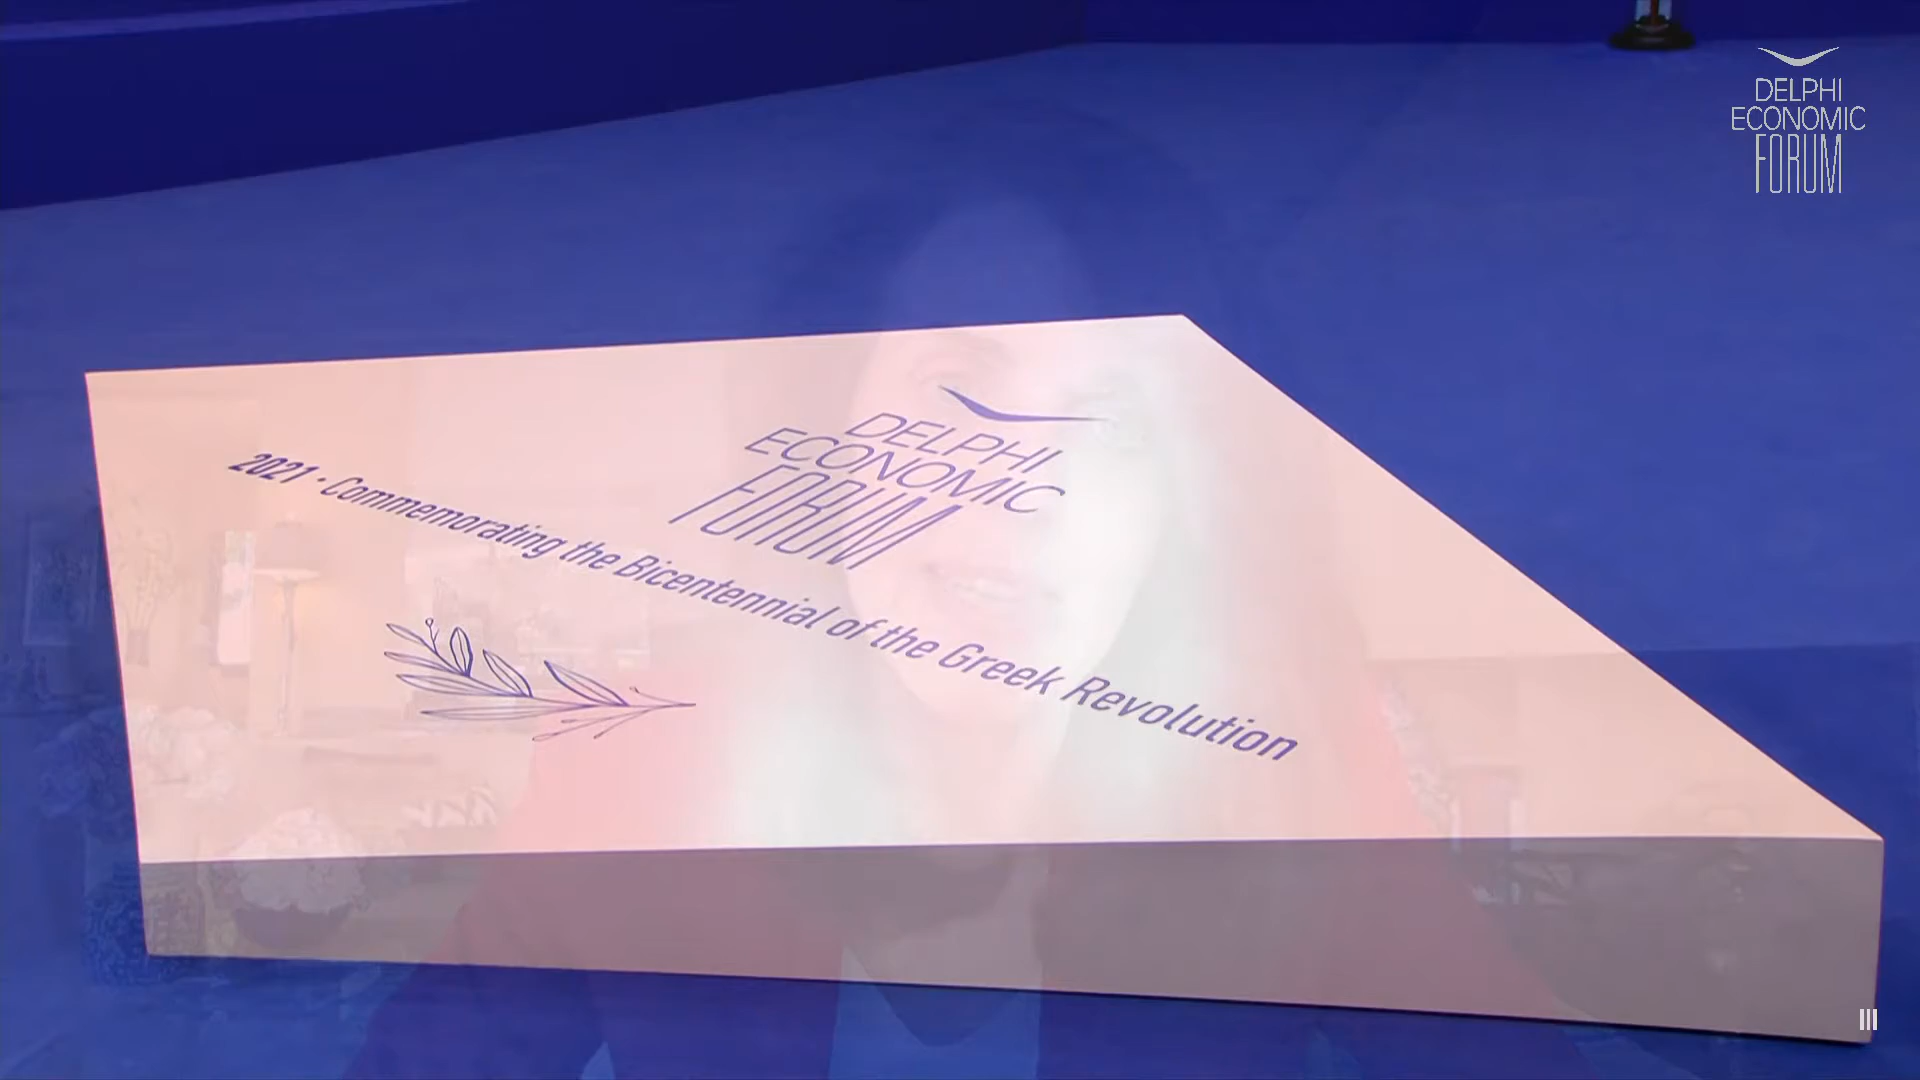 DELPHI
ECONOMIC
FORUM
DELPHI
ECONOMIC
FORUM
2021 · Commemorating the Bicentennial of the Greek Revolution